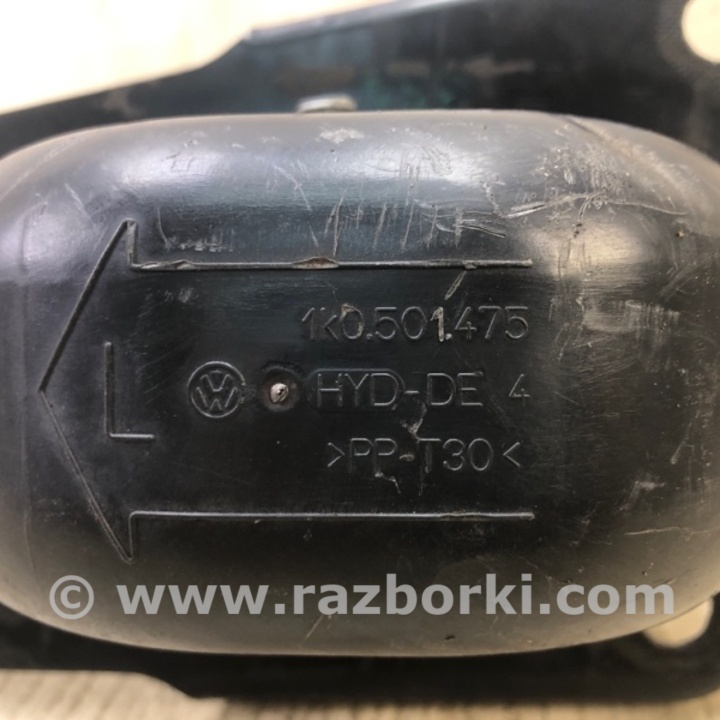 1K0.501.475
HYD-DE 4
L
>PP-T30<
© www.razborki.com